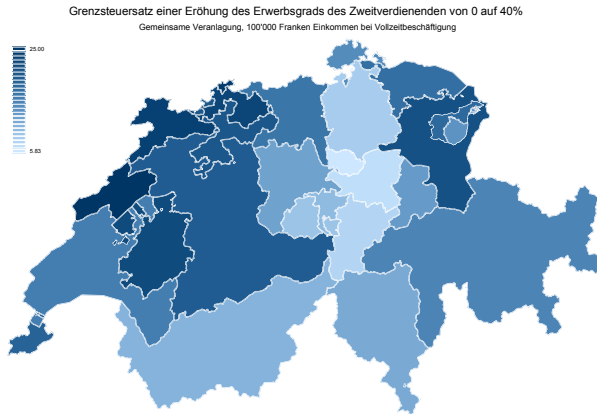 Grenzsteuersatz einer Eröhung des Erwerbsgrads des Zweitverdienenden von 0 auf 40%
Gemeinsame Veranlagung, 100'000 Franken Einkommen bei Vollzeitbeschäftigung
25.00
5.83